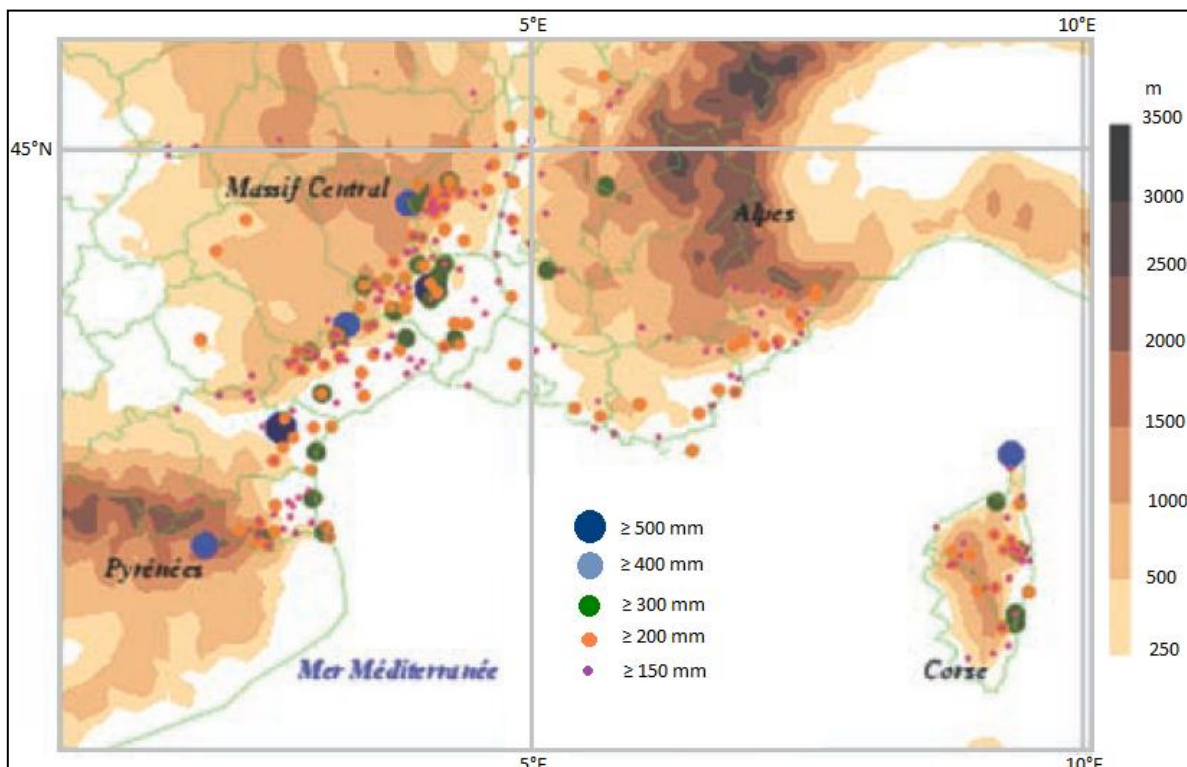 5°E 10°E
m
3500
45°N
Massif Central
3000
Alpes
2500
2000
1500
1000
≥ 500 mm
≥ 400 mm
Pyrénées
500
≥ 300 mm
≥ 200 mm
250
Mer Méditerranée
≥ 150 mm
Corse
5°E 10°E